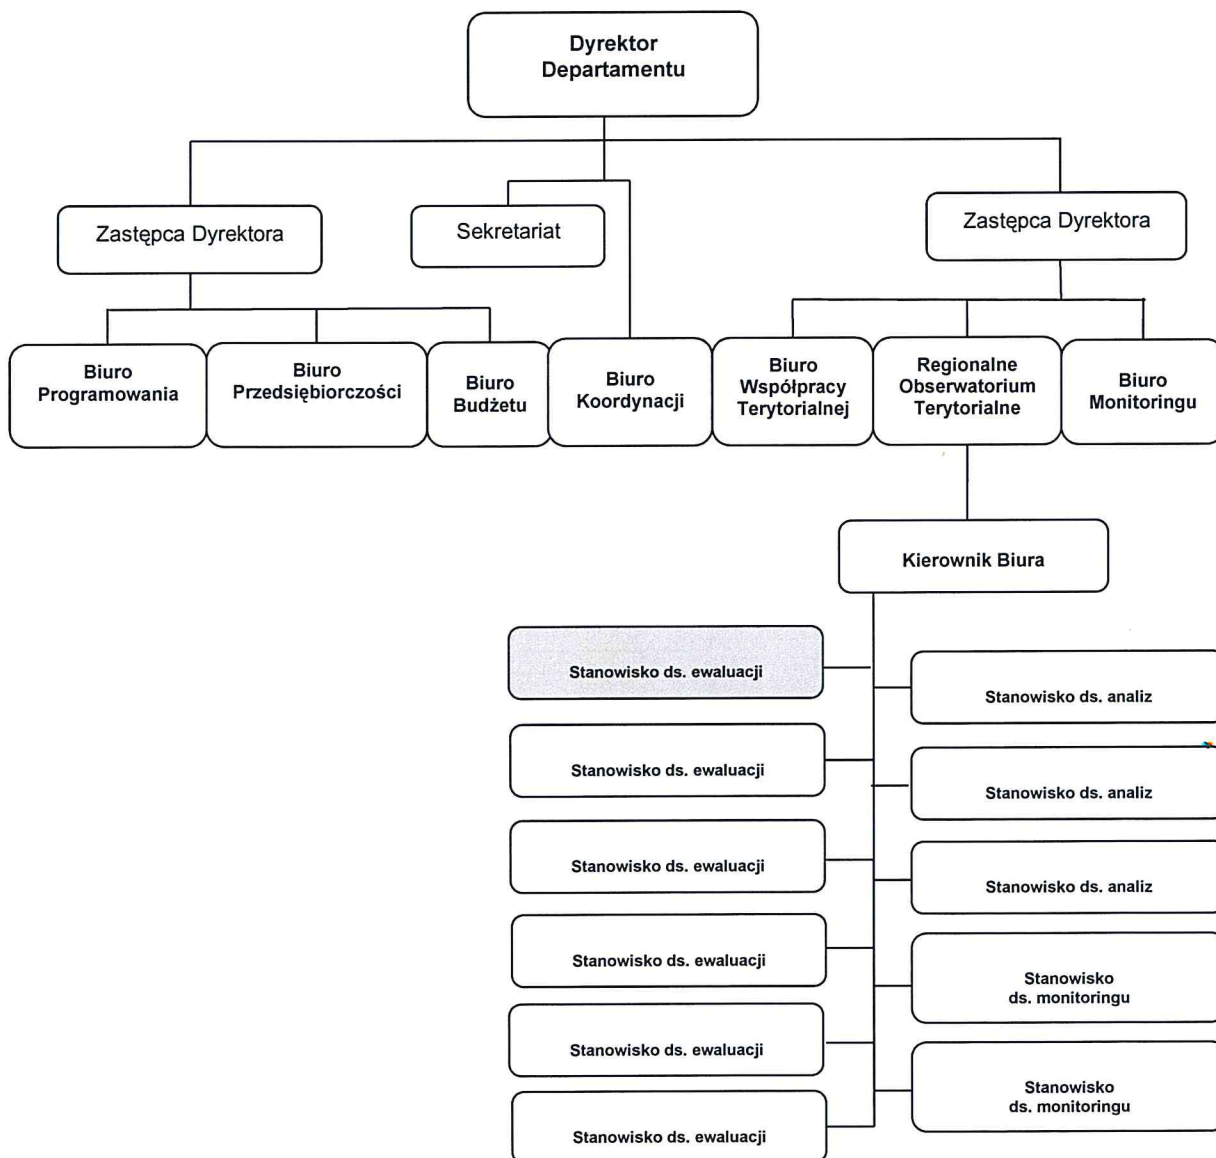 Dyrektor
Departamentu
Zastępca Dyrektora
Sekretariat
Zastępca Dyrektora
Biuro
Programowania
Biuro
Przedsiębiorczości
Biuro
Budżetu
Biuro
Koordynacji
Biuro
Współpracy
Terytorialnej
Regionalne
Obserwatorium
Terytorialne
Biuro
Monitoringu
Kierownik Biura
Stanowisko ds. ewaluacji
Stanowisko ds. analiz
Stanowisko ds. ewaluacji
Stanowisko ds. analiz
Stanowisko ds. ewaluacji
Stanowisko ds. analiz
Stanowisko ds. ewaluacji
Stanowisko
ds. monitoringu
Stanowisko ds. ewaluacji
Stanowisko
ds. monitoringu
Stanowisko ds. ewaluacji